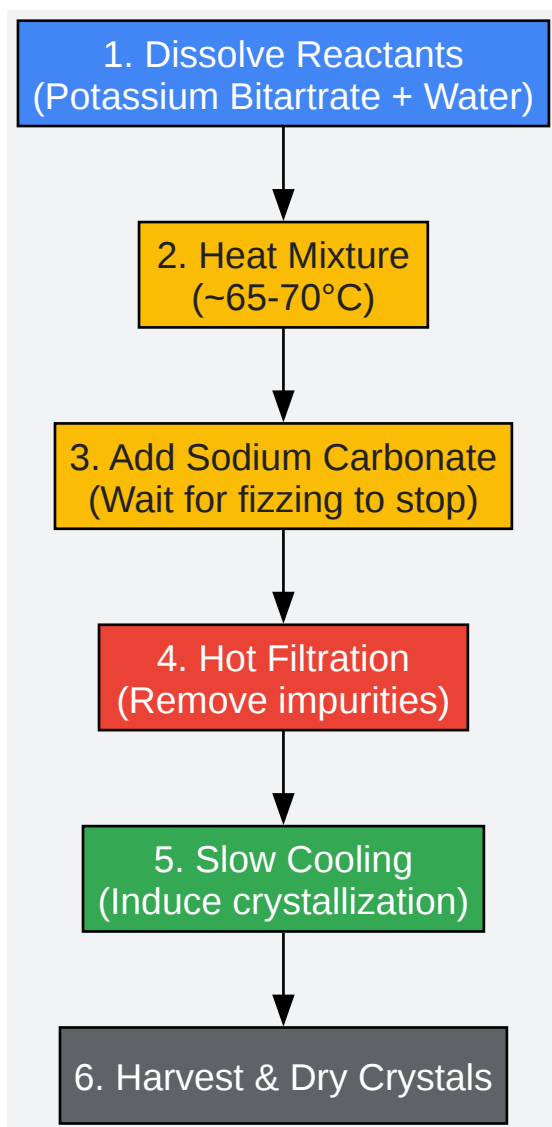 1. Dissolve Reactants
(Potassium Bitartrate + Water)
2. Heat Mixture
(~65-70°C)
3. Add Sodium Carbonate
(Wait for fizzing to stop)
4. Hot Filtration
(Remove impurities)
5. Slow Cooling
(Induce crystallization)
6. Harvest & Dry Crystals